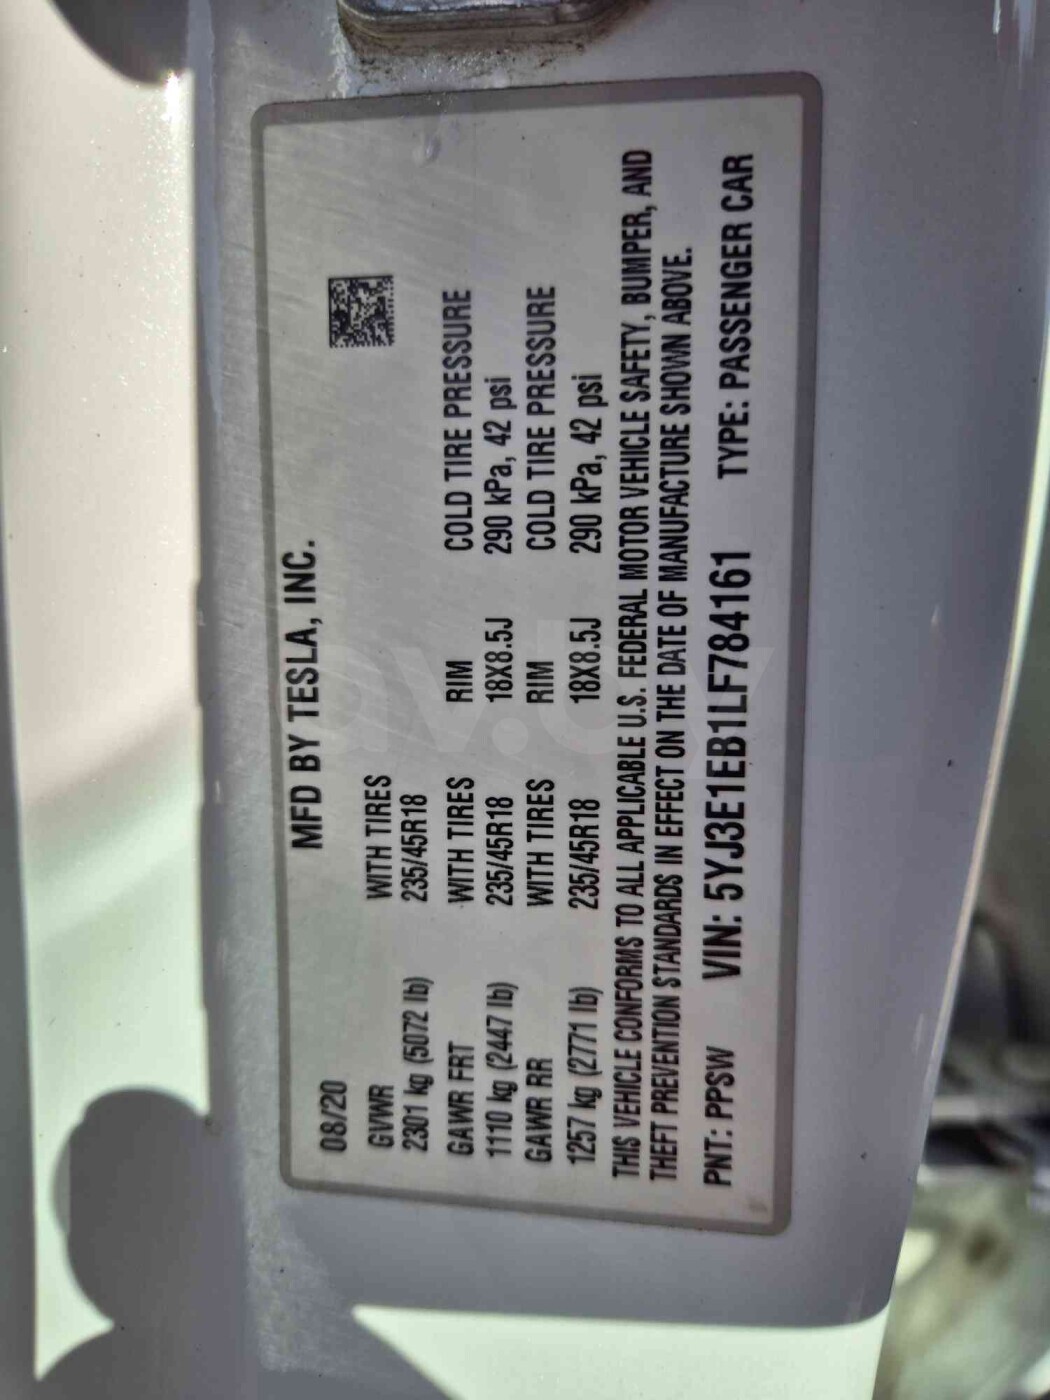 MFD BY TESLA, INC.
08/20
GVWR WITH TIRES
2301 kg (5072 lb) 235/45R18
GAWR FRT WITH TIRES RIM COLD TIRE PRESSURE
1110 kg (2447 lb) 235/45R18 18X8.5J 290 kPa, 42 psi
GAWR RR WITH TIRES RIM COLD TIRE PRESSURE
1257 kg (2771 lb) 235/45R18 18X8.5J 290 kPa, 42 psi
THIS VEHICLE CONFORMS TO ALL APPLICABLE U.S. FEDERAL MOTOR VEHICLE SAFETY, BUMPER, AND
THEFT PREVENTION STANDARDS IN EFFECT ON THE DATE OF MANUFACTURE SHOWN ABOVE.
PNT: PPSW VIN: 5YJ3E1EB1LF784161 TYPE: PASSENGER CAR
av.by